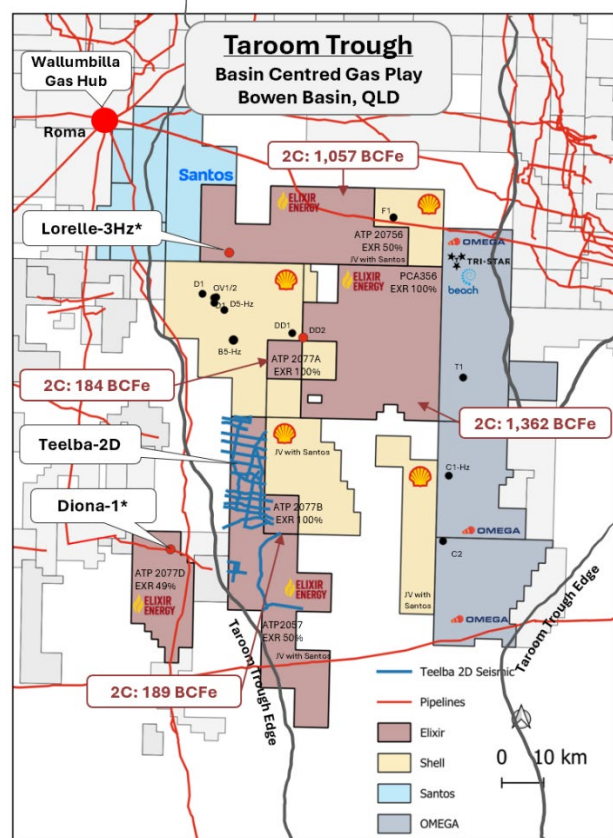 Taroom Trough
Basin Centred Gas Play
Bowen Basin, QLD
Wallumbilla
Gas Hub
Roma
Santos
2C: 1,057 BCFe
ELIXIR
ENERGY
F1
ATP 20756
EXR 50%
JV with Santos
Lorelle-3Hz*
OMEGA
TRI-STAR
beach
ELIXIR
ENERGY
PCA356
EXR 100%
D1
OV1/2
D5-Hz
DD1
DD2
B5-Hz
ATP 2077A
EXR 100%
T1
2C: 184 BCFe
2C: 1,362 BCFe
Teelba-2D
JV with Santos
C1-Hz
Diona-1*
ATP 2077B
EXR 100%
OMEGA
C2
ATP 2077D
EXR 49%
ELIXIR
ENERGY
ELIXIR
ENERGY
JV with
Santos
ATP2057
EXR 50%
JV with Santos
OMEGA
Taroom Trough Edge
Taroom Trough Edge
2C: 189 BCFe
Teelba 2D Seismic
Pipelines
Elixir
Shell
Santos
OMEGA
0 10 km